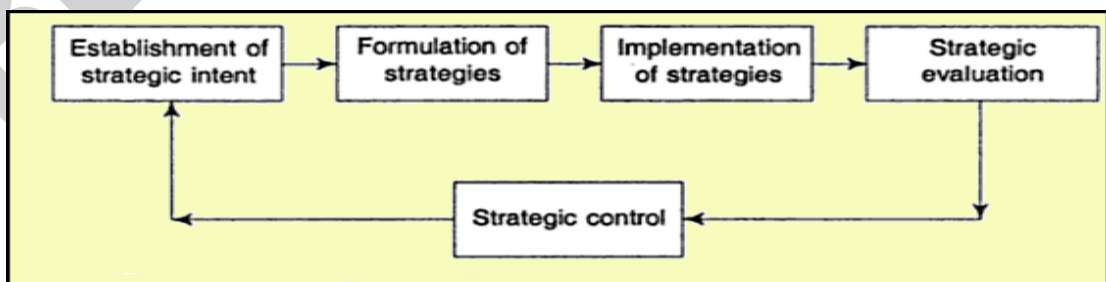 Establishment of
strategic intent
Formulation of
strategies
Implementation
of strategies
Strategic
evaluation
Strategic control